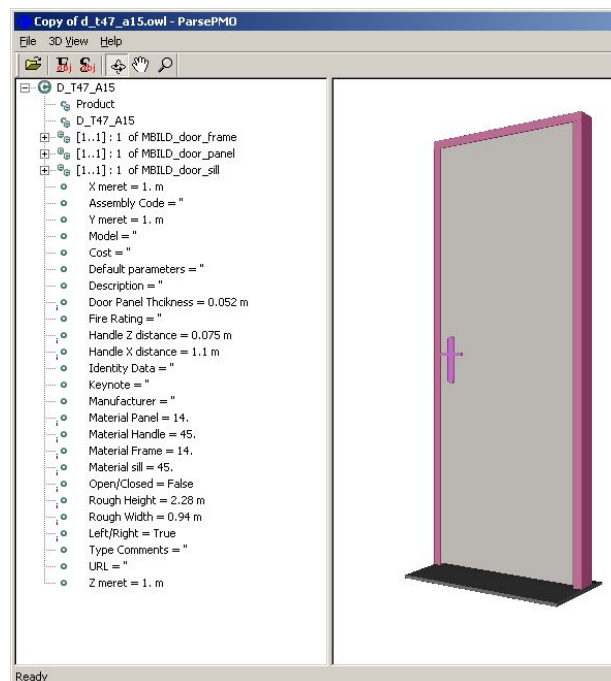 Copy of d_t47_a15.owl - ParsePMO
File 3D View Help
Obj Obj
D_T47_A15
Product
D_T47_A15
[1..1] : 1 of MBILD_door_frame
[1..1] : 1 of MBILD_door_panel
[1..1] : 1 of MBILD_door_sill
X meret = 1. m
Assembly Code = "
Y meret = 1. m
Model = "
Cost = "
Default parameters = "
Description = "
Door Panel Thcikness = 0.052 m
Fire Rating = "
Handle Z distance = 0.075 m
Handle X distance = 1.1 m
Identity Data = "
Keynote = "
Manufacturer = "
Material Panel = 14.
Material Handle = 45.
Material Frame = 14.
Material sill = 45.
Open/Closed = False
Rough Height = 2.28 m
Rough Width = 0.94 m
Left/Right = True
Type Comments = "
URL = "
Z meret = 1. m
Ready